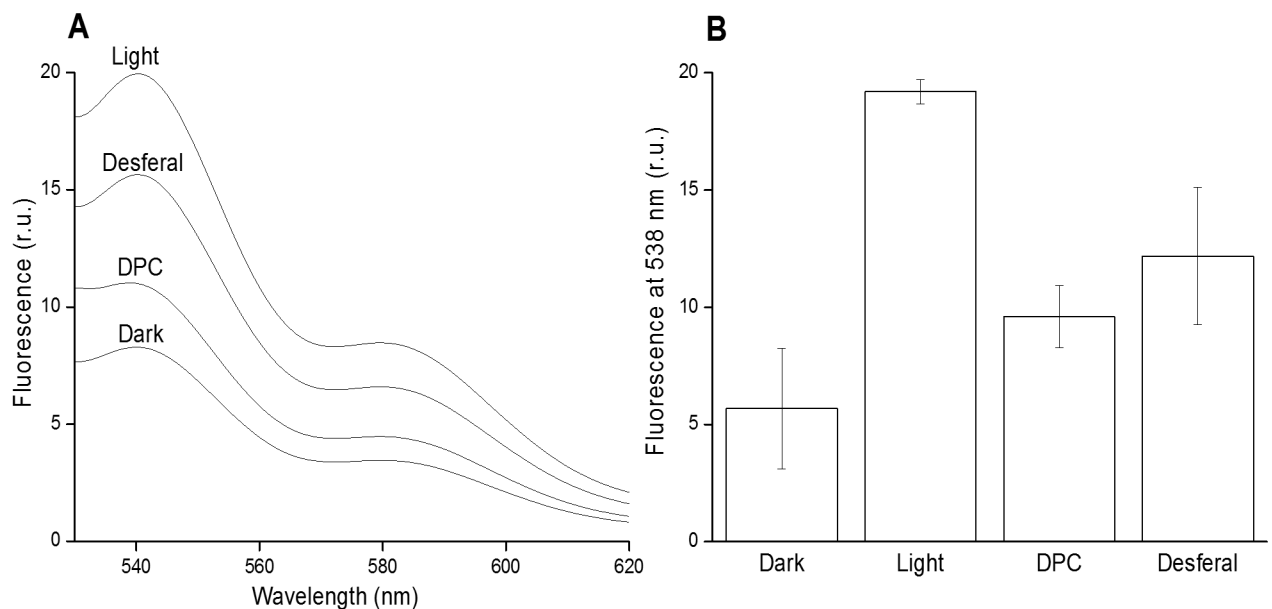 A
Light
Desferal
DPC
Dark
20
15
10
5
0
540
560
580
600
620
Fluorescence (r.u.)
Wavelength (nm)
B
20
15
10
5
0
Fluorescence at 538 nm (r.u.)
Dark
Light
DPC
Desferal